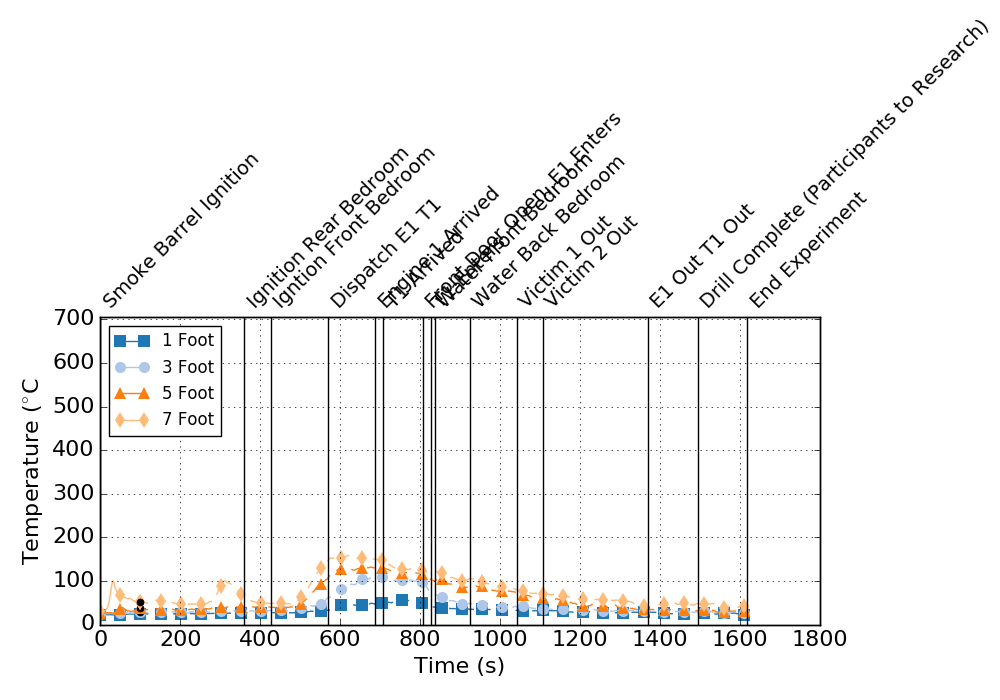 Smoke Barrel Ignition
Ignition Rear Bedroom
Igntion Front Bedroom
Dispatch E1 T1
Engine 1 Arrived
T1 Arrived
Front Door Open, E1 Enters
Water Front Bedroom
Water Back Bedroom
Victim 1 Out
Victim 2 Out
E1 Out T1 Out
Drill Complete (Participants to Research)
End Experiment
700
600
500
400
300
200
100
0
Temperature (°C
1 Foot
3 Foot
5 Foot
7 Foot
0 200 400 600 800 1000 1200 1400 1600 1800
Time (s)